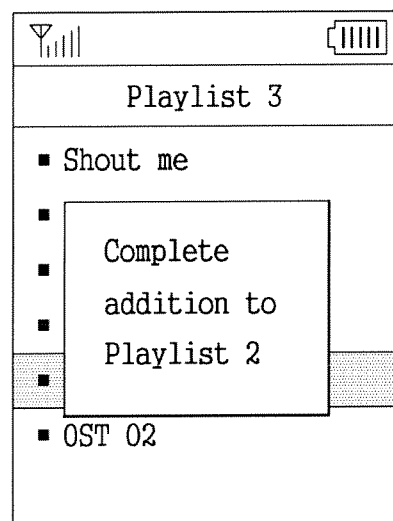 Playlist 3
Shout me
Complete
addition to
Playlist 2
OST 02